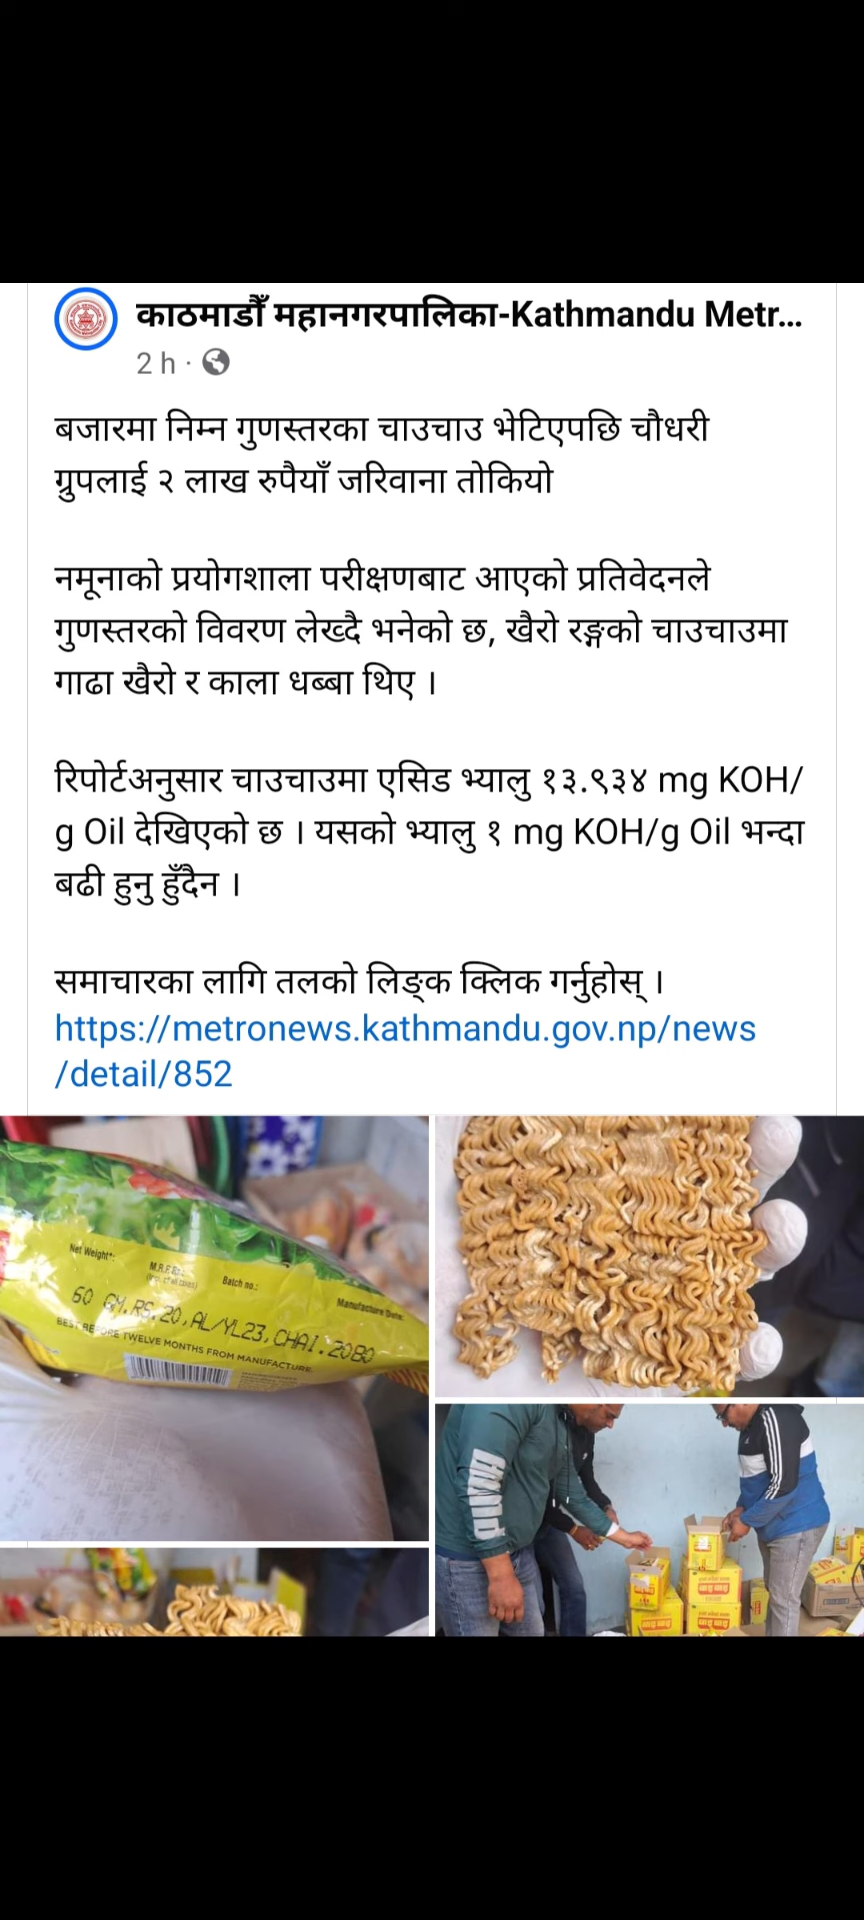 काठमाडौँ महानगरपालिका-Kathmandu Metr...
2 h ·
बजारमा निम्न गुणस्तरका चाउचाउ भेटिएपछि चौधरी
ग्रुपलाई २ लाख रुपैयाँ जरिवाना तोकियो
नमूनाको प्रयोगशाला परीक्षणबाट आएको प्रतिवेदनले
गुणस्तरको विवरण लेख्दै भनेको छ, खैरो रङ्गको चाउचाउमा
गाढा खैरो र काला धब्बा थिए ।
रिपोर्टअनुसार चाउचाउमा एसिड भ्यालु १३.९३४ mg KOH/
g Oil देखिएको छ । यसको भ्यालु १ mg KOH/g Oil भन्दा
बढी हुनु हुँदैन ।
समाचारका लागि तलको लिङ्क क्लिक गर्नुहोस् ।
https://metronews.kathmandu.gov.np/news
/detail/852
Net Weight*:
M.R.P. Rs.:
Batch no.:
Manufacture Date:
60 GM, RS. 20, AL/YL23, CHAI. 2080
BEST BEFORE TWELVE MONTHS FROM MANUFACTURE
PUMA